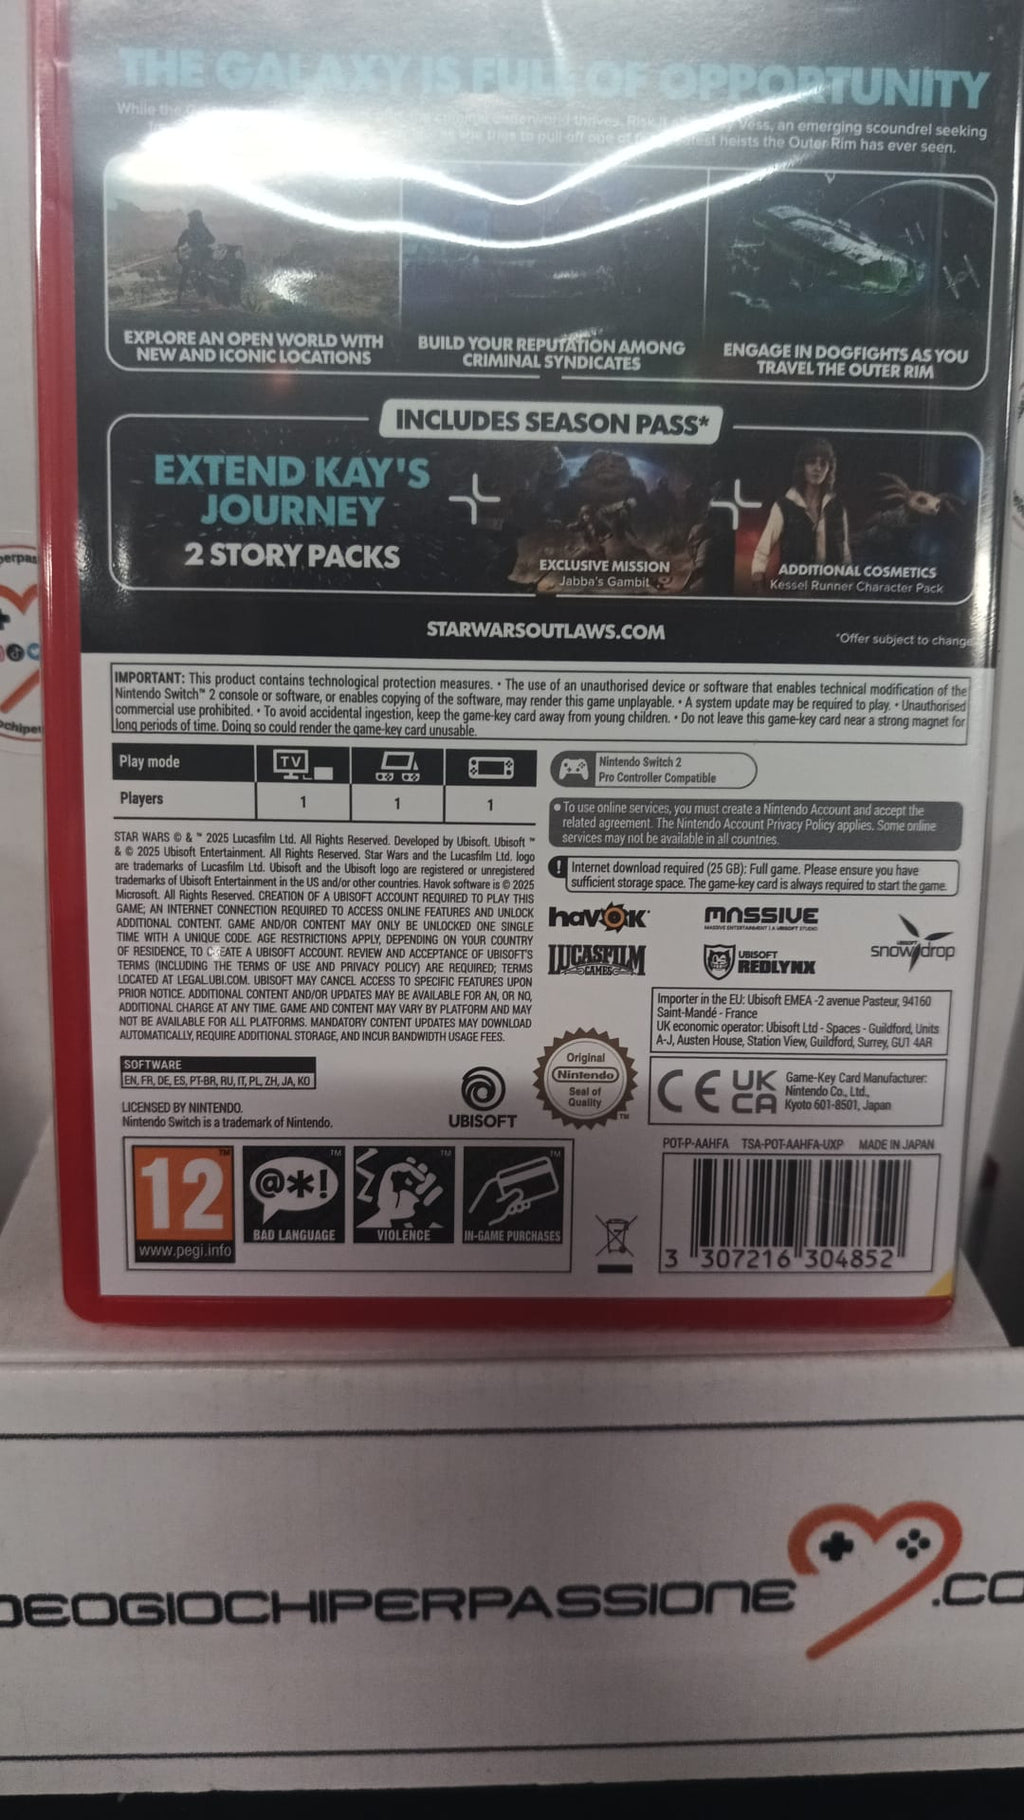 THE GALAXY IS FULL OF OPPORTUNITY
While the
Vess, an emerging scoundrel seeking
as she tries to pull off one of
heists the Outer Rim has ever seen.
EXPLORE AN OPEN WORLD WITH
NEW AND ICONIC LOCATIONS
BUILD YOUR REPUTATION AMONG
CRIMINAL SYNDICATES
ENGAGE IN DOGFIGHTS AS YOU
TRAVEL THE OUTER RIM
INCLUDES SEASON PASS*
EXTEND KAY'S
JOURNEY
2 STORY PACKS
EXCLUSIVE MISSION
Jabba's Gambit
ADDITIONAL COSMETICS
Kessel Runner Character Pack
STARWARSOUTLAWS.COM
*Offer subject to change
IMPORTANT: This product contains technological protection measures. • The use of an unauthorised device or software that enables technical modification of the
Nintendo Switch™ 2 console or software, or enables copying of the software, may render this game unplayable. • A system update may be required to play. • Unauthorised
commercial use prohibited. • To avoid accidental ingestion, keep the game-key card away from young children. • Do not leave this game-key card near a strong magnet for
long periods of time. Doing so could render the game-key card unusable.
Play mode
TV
Players
1
1
1
Nintendo Switch 2
Pro Controller Compatible
• To use online services, you must create a Nintendo Account and accept the
related agreement. The Nintendo Account Privacy Policy applies. Some online
services may not be available in all countries.
! Internet download required (25 GB): Full game. Please ensure you have
sufficient storage space. The game-key card is always required to start the game.
STAR WARS © & ™ 2025 Lucasfilm Ltd. All Rights Reserved. Developed by Ubisoft. Ubisoft ™
& © 2025 Ubisoft Entertainment. All Rights Reserved. Star Wars and the Lucasfilm Ltd. logo
are trademarks of Lucasfilm Ltd. Ubisoft and the Ubisoft logo are registered or unregistered
trademarks of Ubisoft Entertainment in the US and/or other countries. Havok software is © 2025
Microsoft. All Rights Reserved. CREATION OF A UBISOFT ACCOUNT REQUIRED TO PLAY THIS
GAME; AN INTERNET CONNECTION REQUIRED TO ACCESS ONLINE FEATURES AND UNLOCK
ADDITIONAL CONTENT. GAME AND/OR CONTENT MAY ONLY BE UNLOCKED ONE SINGLE
TIME WITH A UNIQUE CODE. AGE RESTRICTIONS APPLY, DEPENDING ON YOUR COUNTRY
OF RESIDENCE, TO CREATE A UBISOFT ACCOUNT. REVIEW AND ACCEPTANCE OF UBISOFT'S
TERMS (INCLUDING THE TERMS OF USE AND PRIVACY POLICY) ARE REQUIRED; TERMS
LOCATED AT LEGAL.UBI.COM. UBISOFT MAY CANCEL ACCESS TO SPECIFIC FEATURES UPON
PRIOR NOTICE. ADDITIONAL CONTENT AND/OR UPDATES MAY BE AVAILABLE FOR AN, OR NO,
ADDITIONAL CHARGE AT ANY TIME. GAME AND CONTENT MAY VARY BY PLATFORM AND MAY
NOT BE AVAILABLE FOR ALL PLATFORMS. MANDATORY CONTENT UPDATES MAY DOWNLOAD
AUTOMATICALLY, REQUIRE ADDITIONAL STORAGE, AND INCUR BANDWIDTH USAGE FEES.
havok
MASSIVE
MASSIVE ENTERTAINMENT | A UBISOFT STUDIO
UBISOFT
snowdrop
LUCASFILM
GAMES
UBISOFT
REDLYNX
Importer in the EU: Ubisoft EMEA - 2 avenue Pasteur, 94160
Saint-Mandé - France
UK economic operator: Ubisoft Ltd - Spaces - Guildford, Units
A-J, Austen House, Station View, Guildford, Surrey, GU1 4AR
SOFTWARE
EN, FR, DE, ES, PT-BR, RU, IT, PL, ZH, JA, KO
LICENSED BY NINTENDO.
Nintendo Switch is a trademark of Nintendo.
UBISOFT
Original
Nintendo
Seal of
Quality
TM
CE UK
CA
Game-Key Card Manufacturer:
Nintendo Co., Ltd.,
Kyoto 601-8501, Japan
POT-P-AAHFA TSA-POT-AAHFA-UXP MADE IN JAPAN
12
www.pegi.info
@*!
BAD LANGUAGE
VIOLENCE
IN-GAME PURCHASES
3 307216 304852
DEOGIOCHIPERPASSIONE .CO